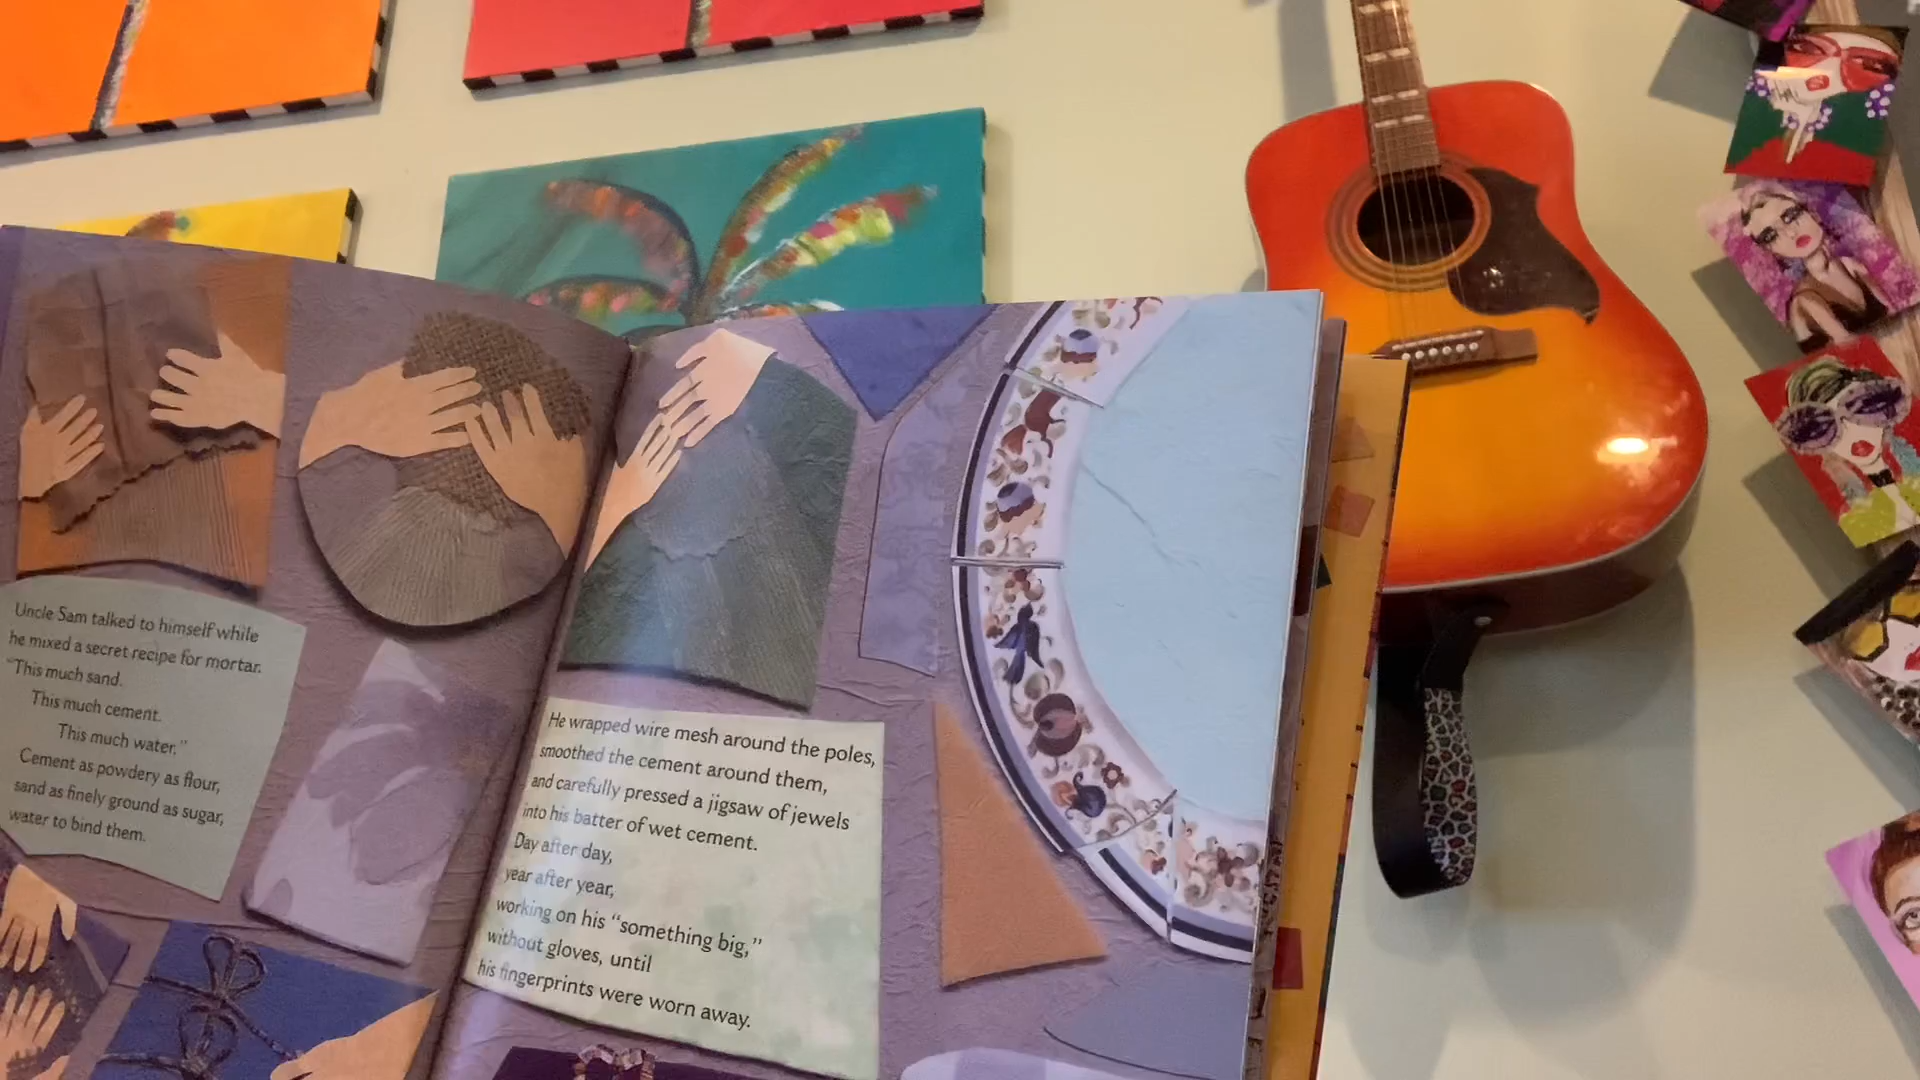 Uncle Sam talked to himself while
he mixed a secret recipe for mortar.
"This much sand.
This much cement.
This much water."
Cement as powdery as flour,
sand as finely ground as sugar,
water to bind them.
He wrapped wire mesh around the poles,
smoothed the cement around them,
and carefully pressed a jigsaw of jewels
into his batter of wet cement.
Day after day,
year after year,
working on his "something big,"
without gloves, until
his fingerprints were worn away.